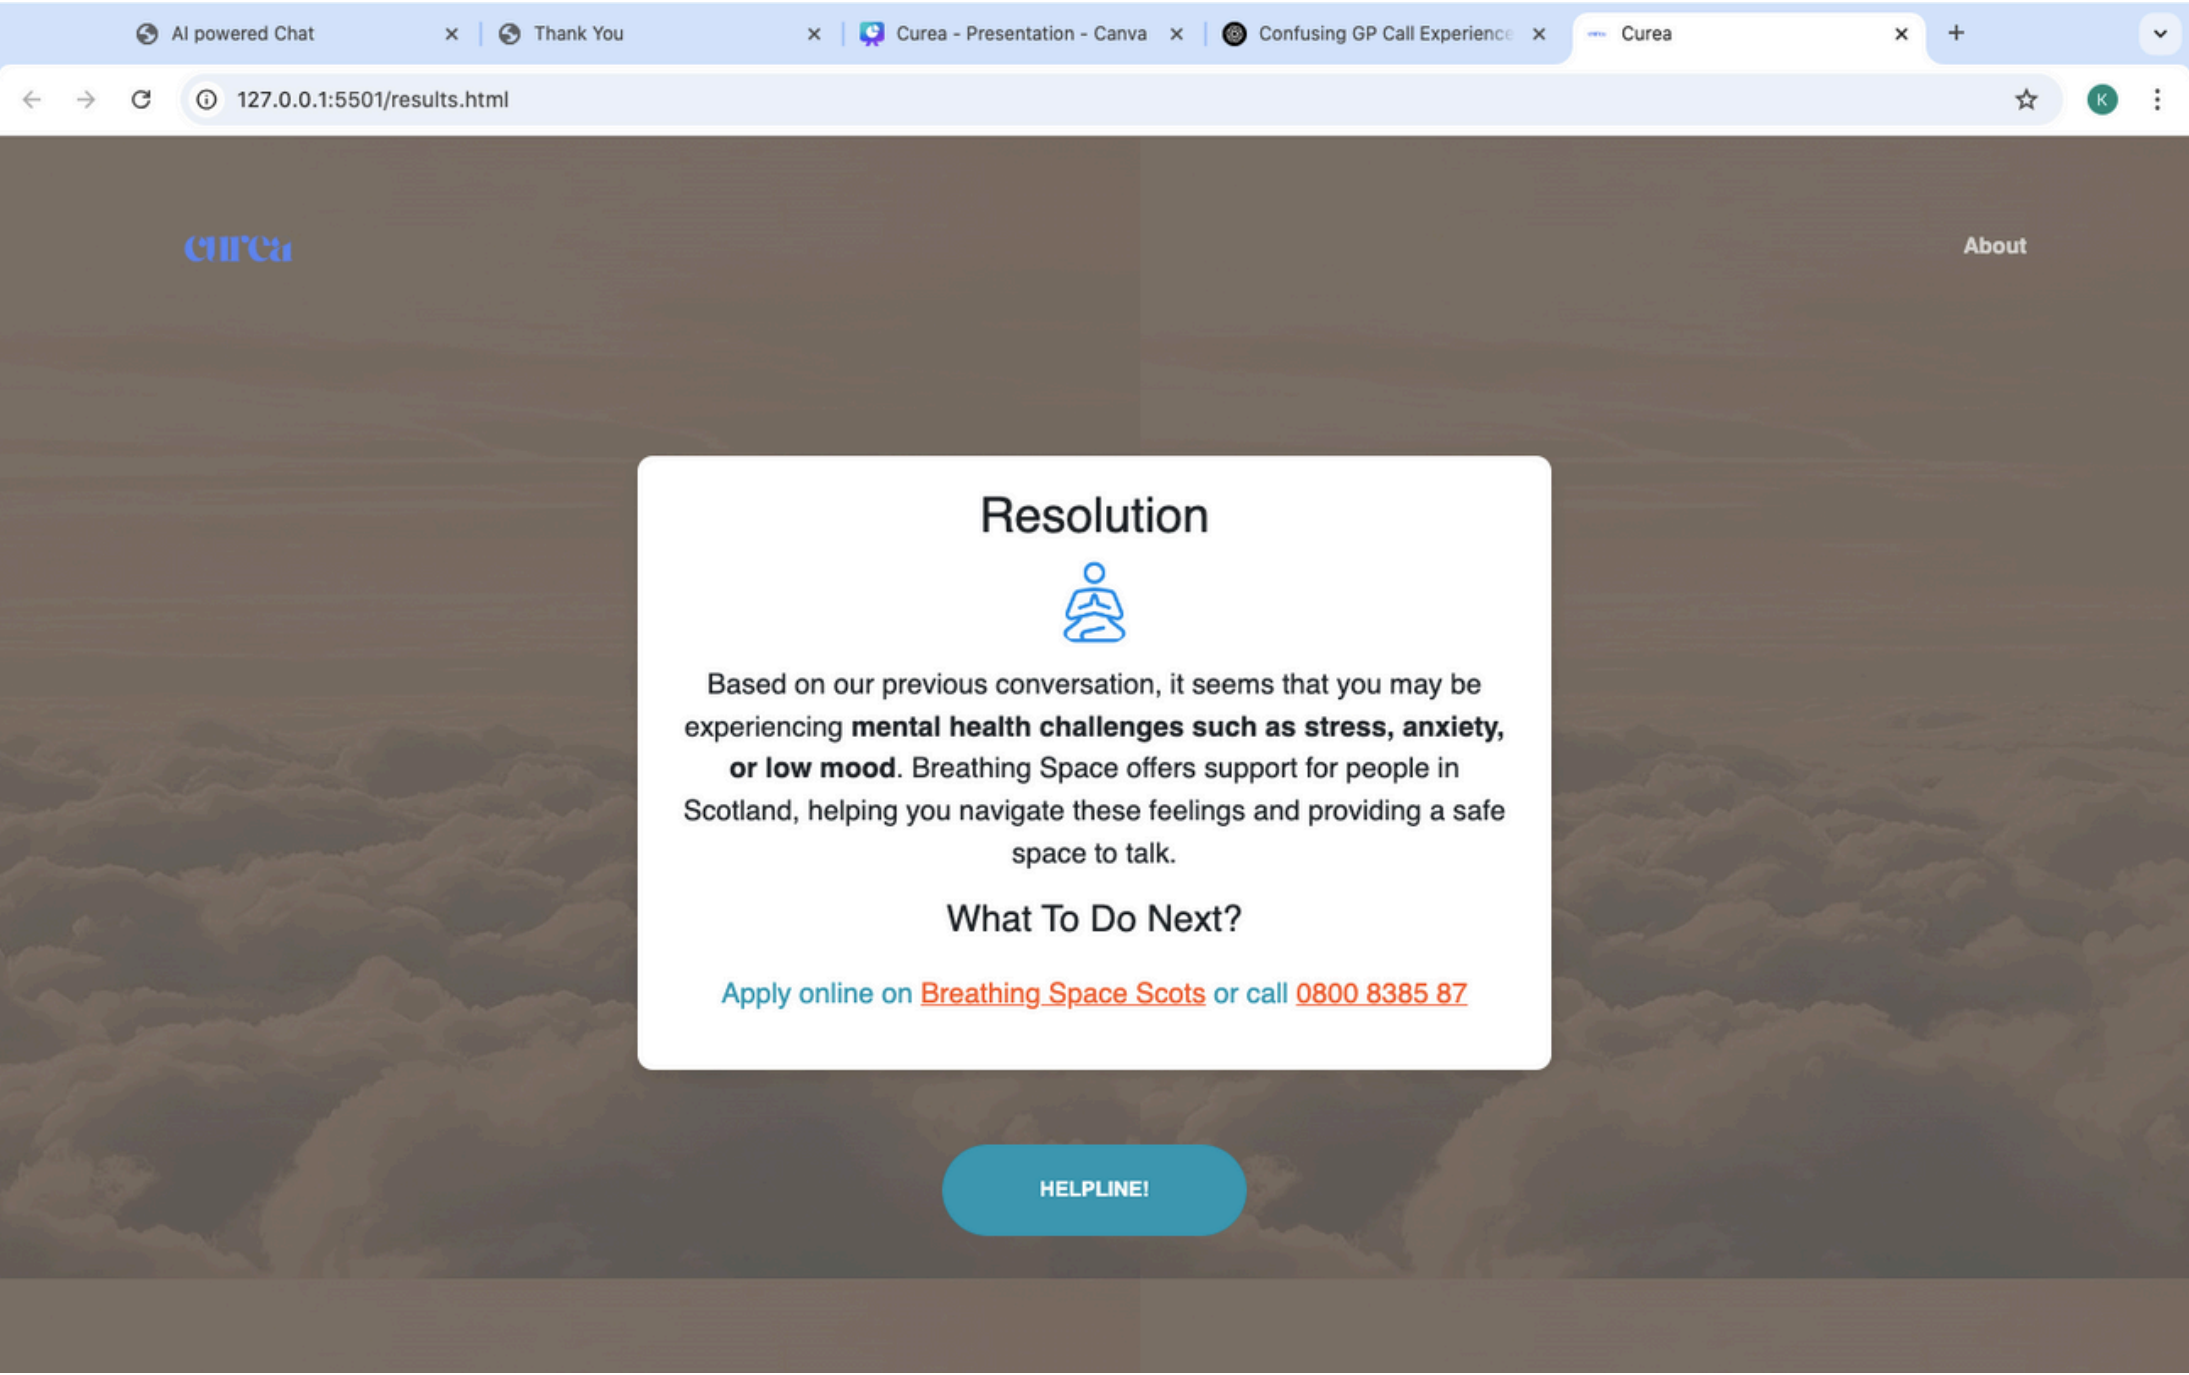 AI powered Chat
Thank You
Curea - Presentation - Canva
Confusing GP Call Experience
Curea
127.0.0.1:5501/results.html
K
curea
About
Resolution
Based on our previous conversation, it seems that you may be
experiencing mental health challenges such as stress, anxiety,
or low mood. Breathing Space offers support for people in
Scotland, helping you navigate these feelings and providing a safe
space to talk.
What To Do Next?
Apply online on Breathing Space Scots or call 0800 8385 87
HELPLINE!